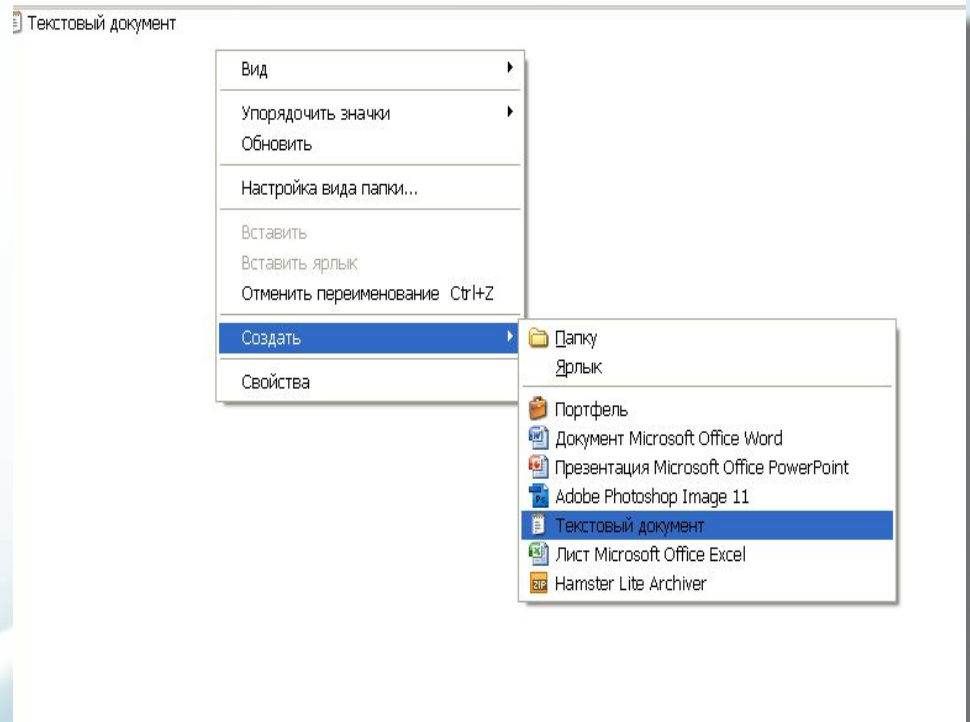 Текстовый документ
Вид
Упорядочить значки
Обновить
Настройка вида папки...
Вставить
Вставить ярлык
Отменить переименование Ctrl+Z
Создать
Свойства
Папку
Ярлык
Портфель
Документ Microsoft Office Word
Презентация Microsoft Office PowerPoint
Adobe Photoshop Image 11
Текстовый документ
Лист Microsoft Office Excel
Hamster Lite Archiver